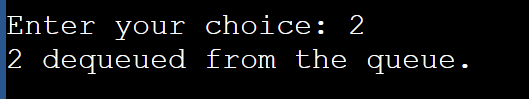 Enter your choice: 2
2 dequeued from the queue.